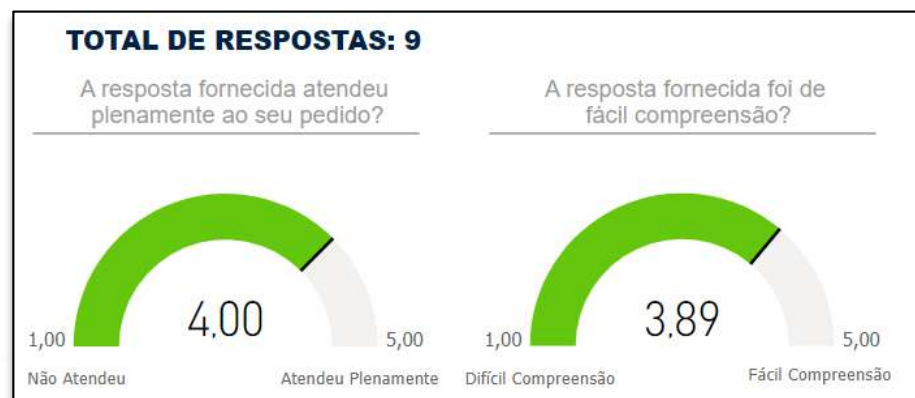 TOTAL DE RESPOSTAS: 9
A resposta fornecida atendeu
plenamente ao seu pedido?
4,00
1,00
5,00
Não Atendeu
Atendeu Plenamente
A resposta fornecida foi de
fácil compreensão?
3,89
1,00
5,00
Difícil Compreensão
Fácil Compreensão